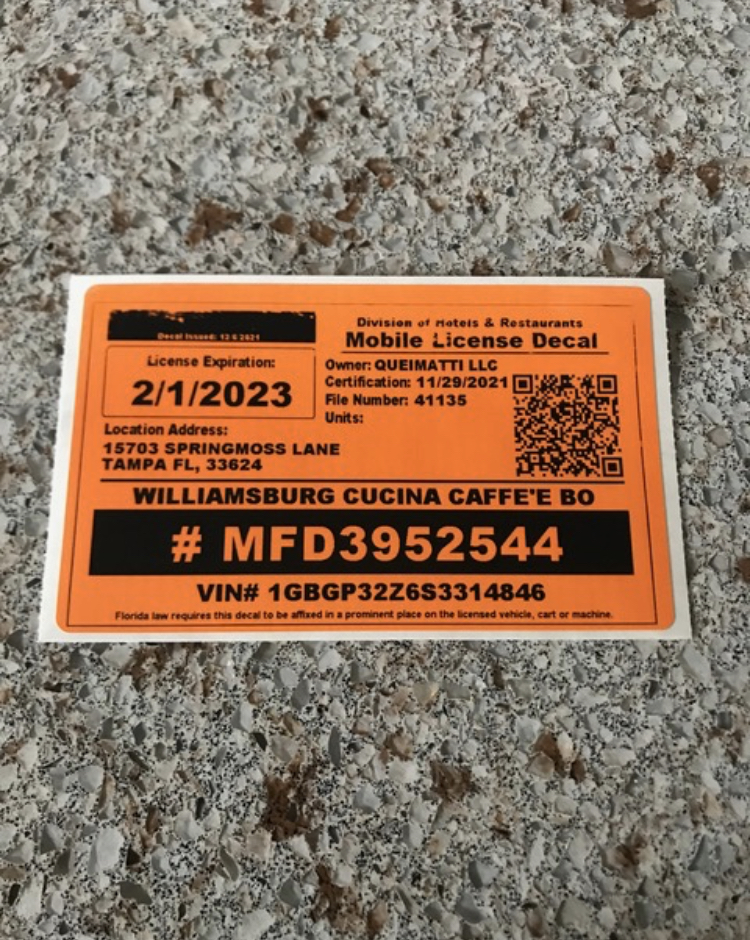 Decal Issued: 12/6/2021
License Expiration:
2/1/2023
Location Address:
15703 SPRINGMOSS LANE
TAMPA FL, 33624
Division of Hotels & Restaurants
Mobile License Decal
Owner: QUEIMATTI LLC
Certification: 11/29/2021
File Number: 41135
Units:
WILLIAMSBURG CUCINA CAFFE'E BO
# MFD3952544
VIN# 1GBGP32Z6S3314846
Florida law requires this decal to be affixed in a prominent place on the licensed vehicle, cart or machine.